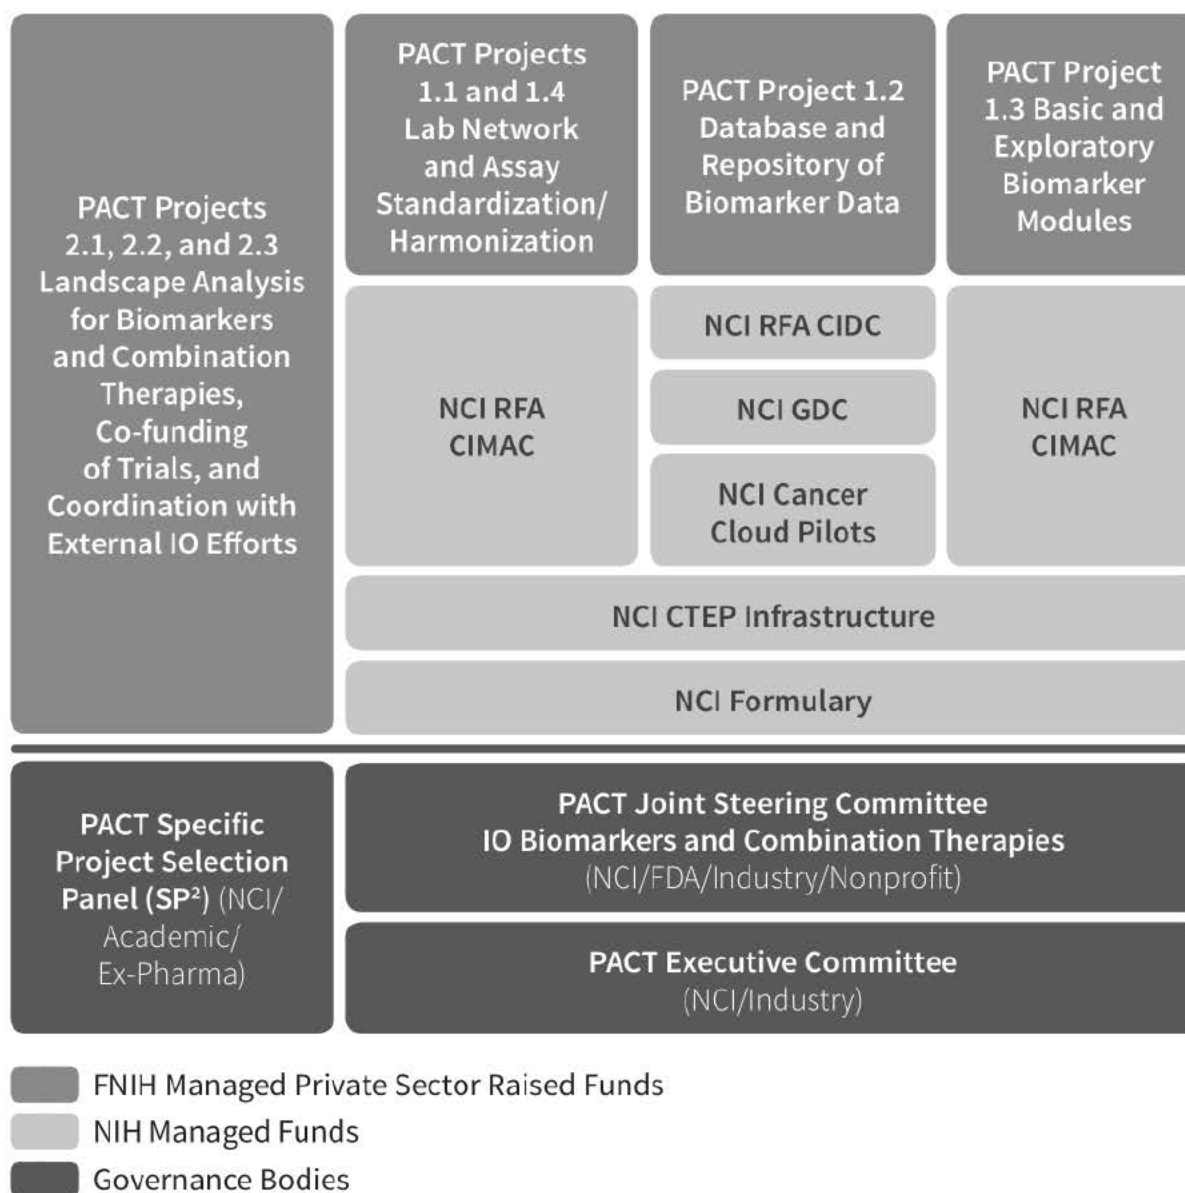 PACT Projects
2.1, 2.2, and 2.3
Landscape Analysis
for Biomarkers
and Combination
Therapies,
Co-funding
of Trials, and
Coordination with
External IO Efforts
PACT Projects
1.1 and 1.4
Lab Network
and Assay
Standardization/
Harmonization
PACT Project 1.2
Database and
Repository of
Biomarker Data
PACT Project
1.3 Basic and
Exploratory
Biomarker
Modules
NCI RFA
CIMAC
NCI RFA CIDC
NCI GDC
NCI Cancer
Cloud Pilots
NCI RFA
CIMAC
NCI CTEP Infrastructure
NCI Formulary
PACT Specific
Project Selection
Panel (SP²) (NCI/
Academic/
Ex-Pharma)
PACT Joint Steering Committee
IO Biomarkers and Combination Therapies
(NCI/FDA/Industry/Nonprofit)
PACT Executive Committee
(NCI/Industry)
FNIH Managed Private Sector Raised Funds
NIH Managed Funds
Governance Bodies